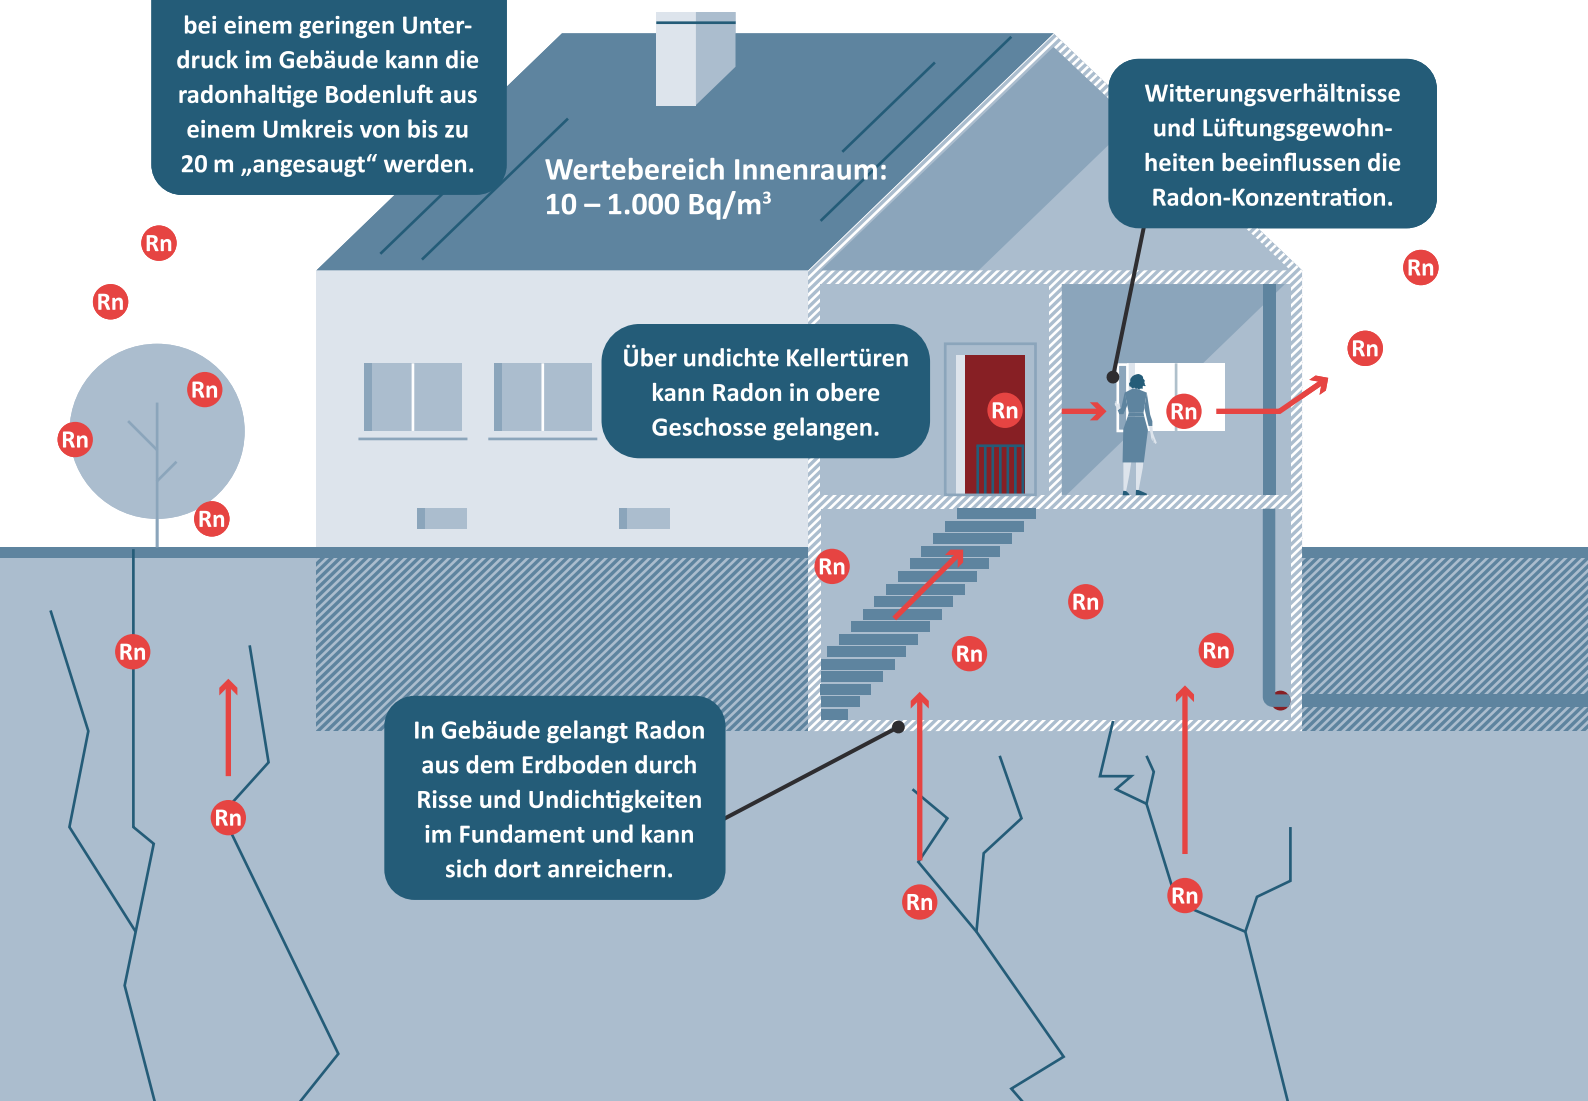 bei einem geringen Unter-
druck im Gebäude kann die
radonhaltige Bodenluft aus
einem Umkreis von bis zu
20 m „angesaugt“ werden.
Wertebereich Innenraum:
10 – 1.000 Bq/m³
Witterungsverhältnisse
und Lüftungsgewohn-
heiten beeinflussen die
Radon-Konzentration.
Rn
Rn
Rn
Rn
Rn
Rn
Rn
Über undichte Kellertüren
kann Radon in obere
Geschosse gelangen.
Rn
Rn
Rn
Rn
Rn
Rn
Rn
Rn
In Gebäude gelangt Radon
aus dem Erdboden durch
Risse und Undichtigkeiten
im Fundament und kann
sich dort anreichern.
Rn
Rn
Rn